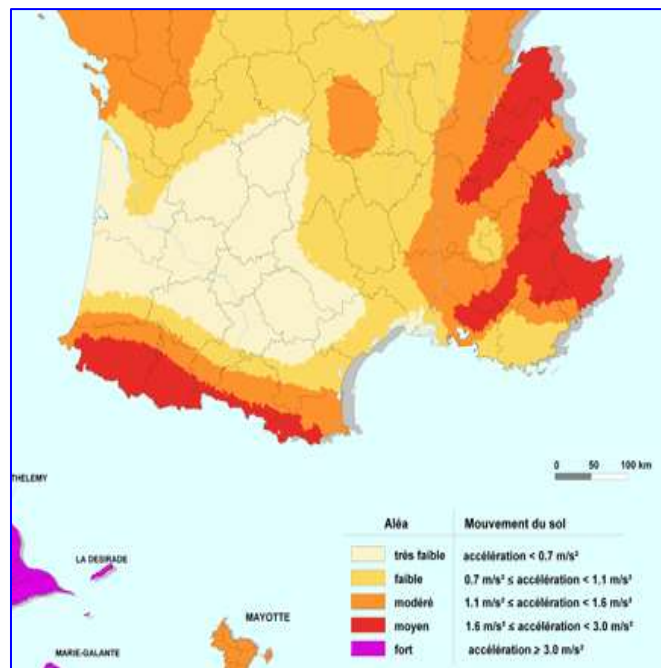 0 50 100 km
THELEMY
LA DESIRADE
MAYOTTE
MARIE-GALANTE
Aléa Mouvement du sol
très faible accélération < 0.7 m/s²
faible 0.7 m/s² ≤ accélération < 1.1 m/s²
modéré 1.1 m/s² ≤ accélération < 1.6 m/s²
moyen 1.6 m/s² ≤ accélération < 3.0 m/s²
fort accélération ≥ 3.0 m/s²